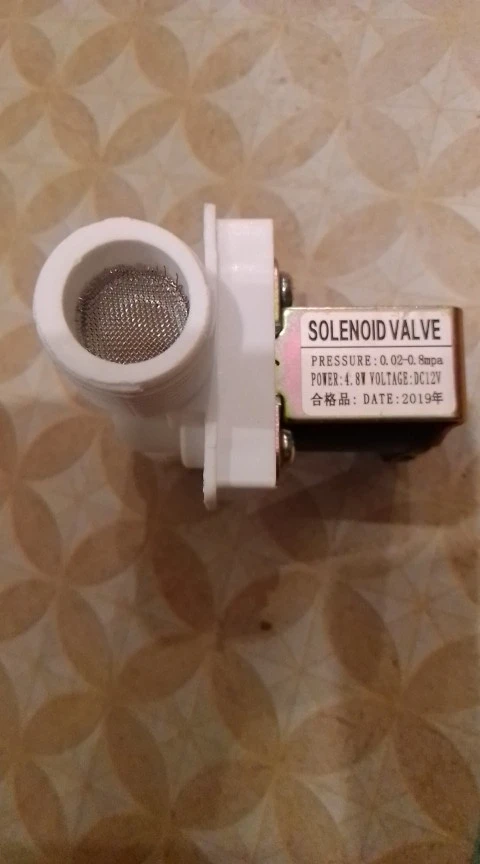 SOLENOID VALVE
PRESSURE:0.02-0.8mpa
POWER:4.8W VOLTAGE:DC12V
合格品: DATE:2019年